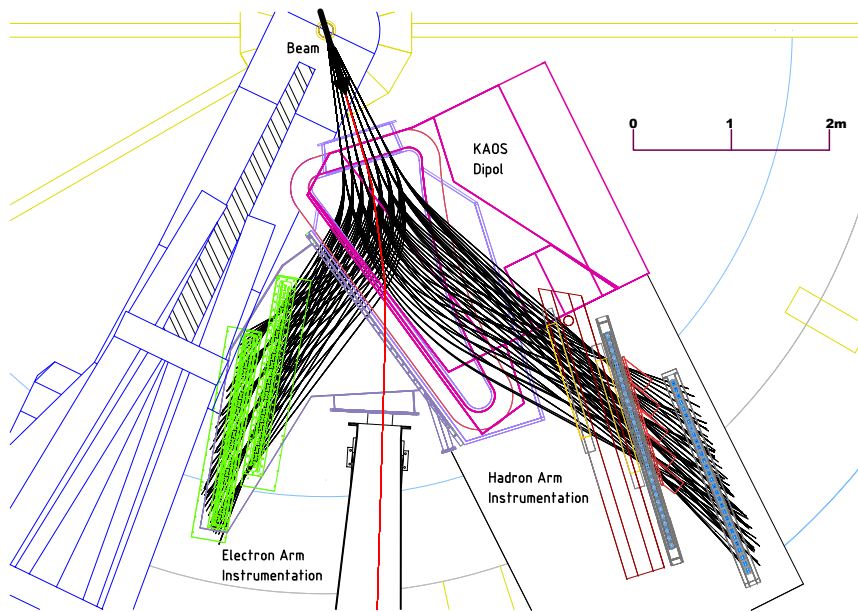 Beam
KAOS
Dipol
0 1 2m
Hadron Arm
Instrumentation
Electron Arm
Instrumentation